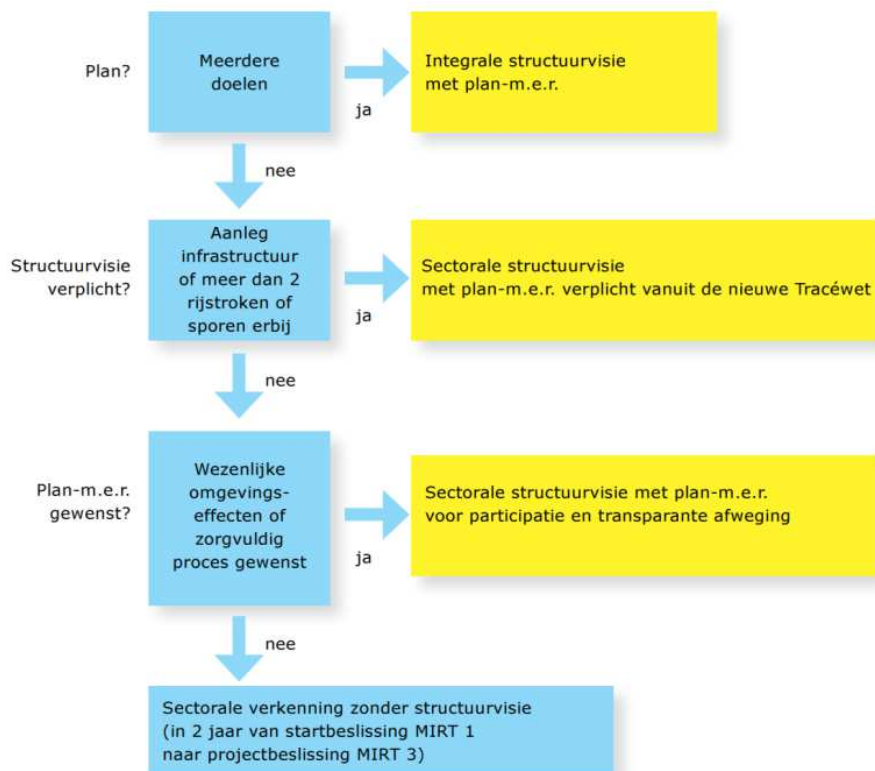 Plan?
Meerdere
doelen
ja
Integrale structuurvisie
met plan-m.e.r.
nee
Structuurvisie
verplicht?
Aanleg
infrastructuur
of meer dan 2
rijstroken of
sporen erbij
ja
Sectorale structuurvisie
met plan-m.e.r. verplicht vanuit de nieuwe Tracéwet
nee
Plan-m.e.r.
gewenst?
Wezenlijke
omgevings-
effecten of
zorgvuldig
proces gewenst
ja
Sectorale structuurvisie met plan-m.e.r.
voor participatie en transparante afweging
nee
Sectorale verkenning zonder structuurvisie
(in 2 jaar van startbeslissing MIRT 1
naar projectbeslissing MIRT 3)